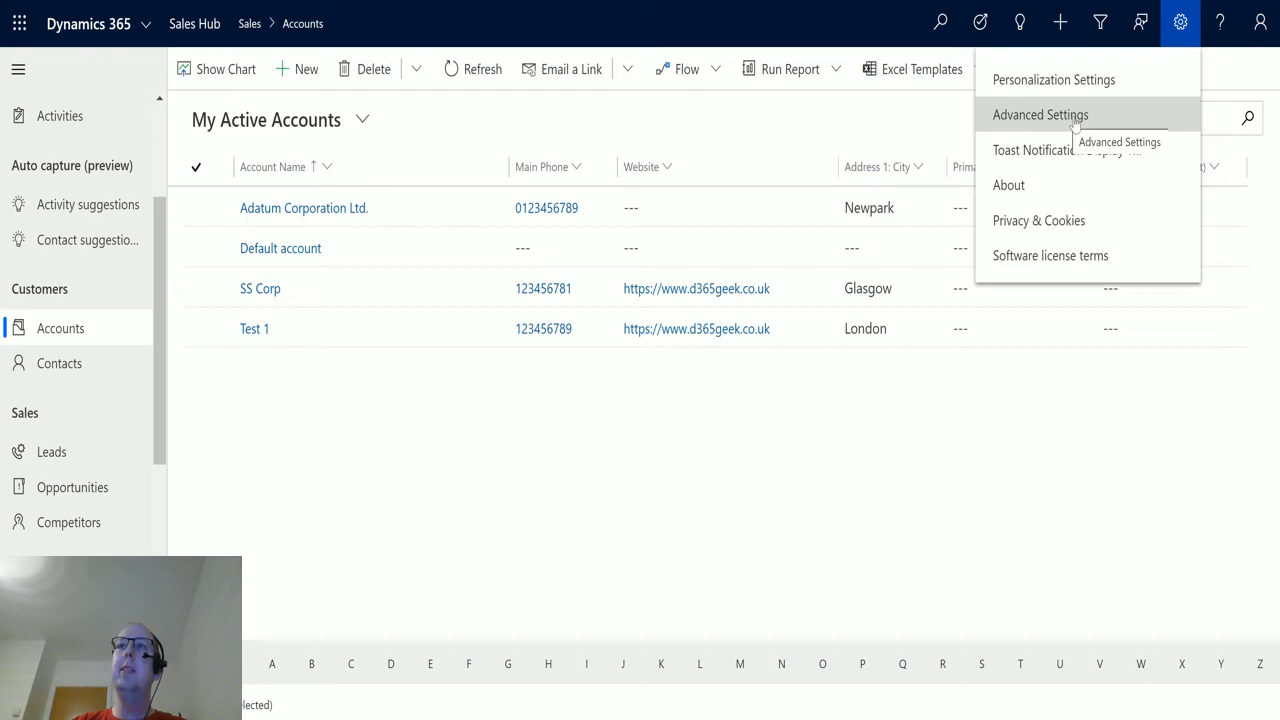 Dynamics 365
Sales Hub
Sales > Accounts
Show Chart
New
Delete
Refresh
Email a Link
Flow
Run Report
Excel Templates
Personalization Settings
Advanced Settings
Advanced Settings
Toast Notification Display
About
Privacy & Cookies
Software license terms
Activities
Auto capture (preview)
Activity suggestions
Contact suggestio...
Customers
Accounts
Contacts
Sales
Leads
Opportunities
Competitors
My Active Accounts
Account Name ↑ Main Phone Website Address 1: City Prima
Adatum Corporation Ltd. 0123456789 --- Newpark ---
Default account --- --- --- ---
SS Corp 123456781 https://www.d365geek.co.uk Glasgow --- ---
Test 1 123456789 https://www.d365geek.co.uk London --- ---
A B C D E F G H I J K L M N O P Q R S T U V W X Y Z
elected)